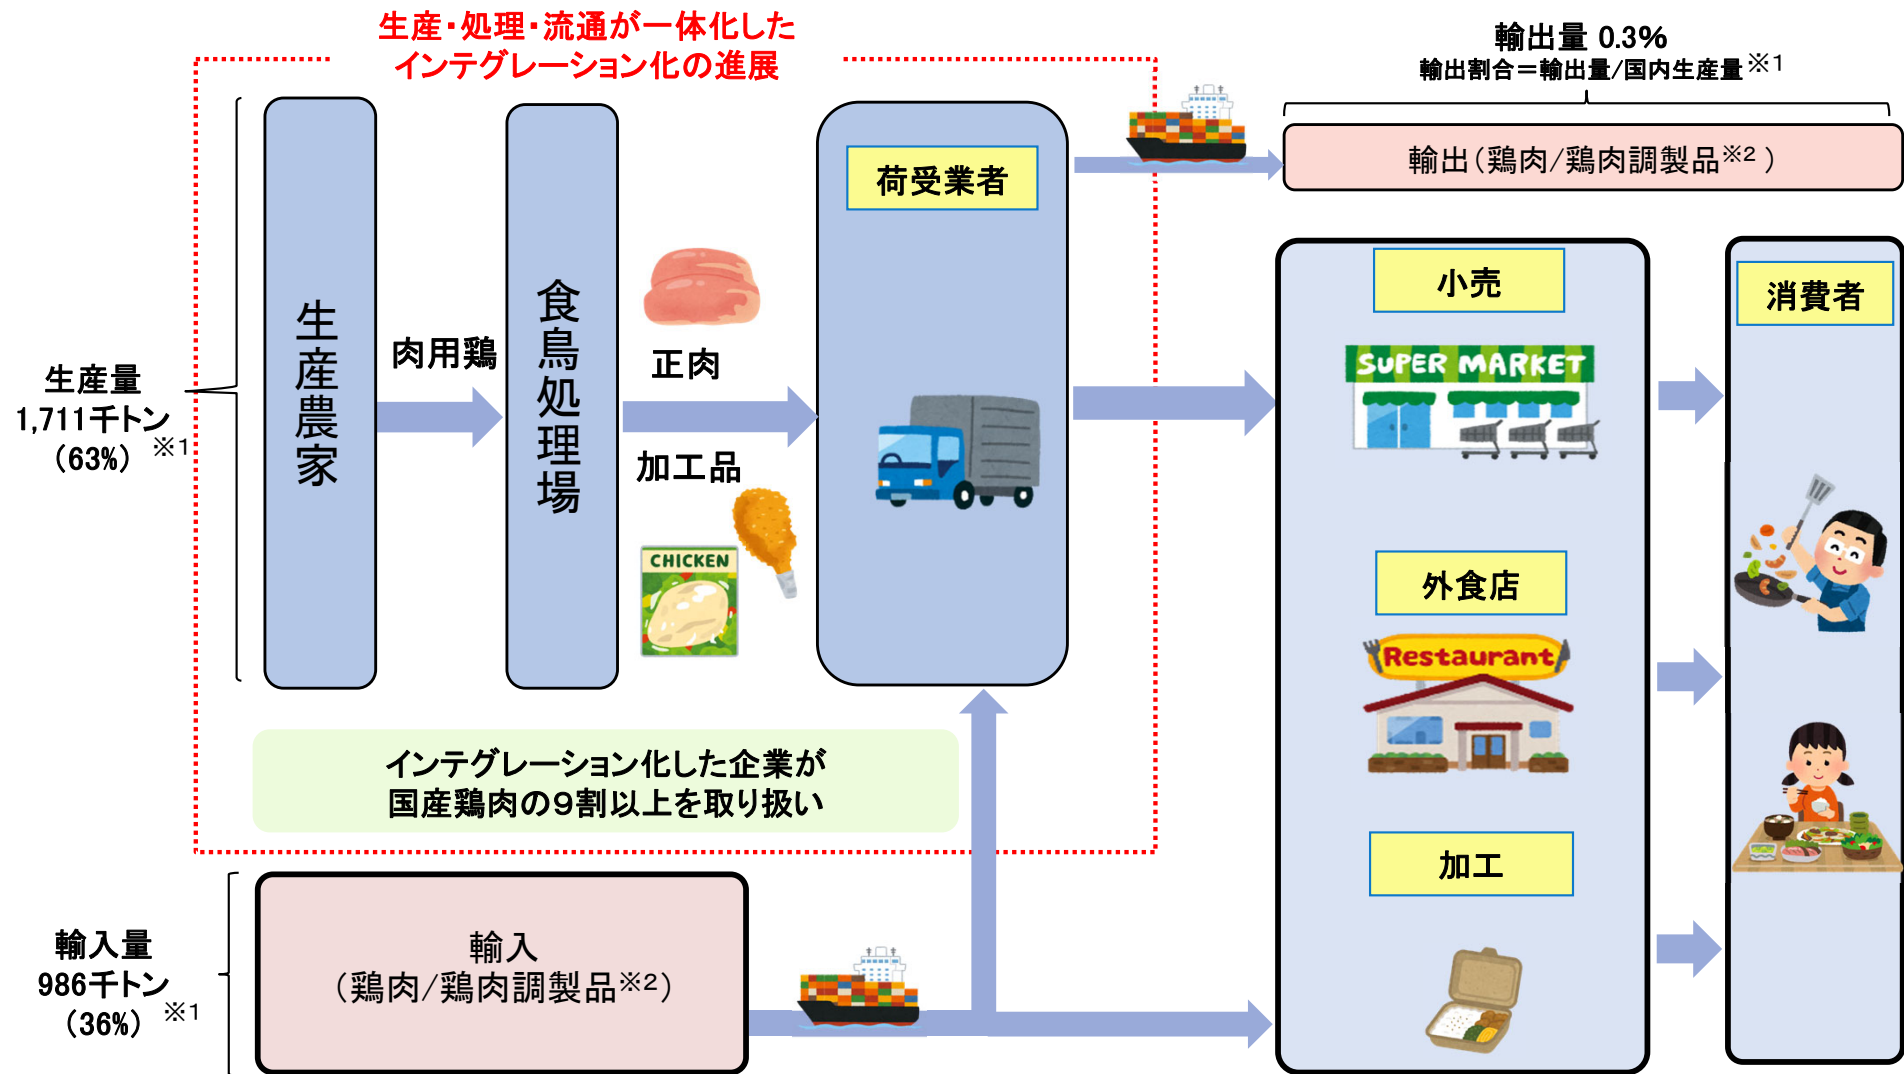 生産・処理・流通が一体化した
インテグレーション化の進展
輸出量 0.3%
輸出割合＝輸出量/国内生産量※1
輸出（鶏肉/鶏肉調製品※2）
生産量
1,711千トン
（63%）※1
生産農家
肉用鶏
食鳥処理場
正肉
加工品
CHICKEN
荷受業者
小売
SUPER MARKET
外食店
Restaurant
加工
消費者
インテグレーション化した企業が
国産鶏肉の９割以上を取り扱い
輸入量
986千トン
（36%）※1
輸入
（鶏肉/鶏肉調製品※2）